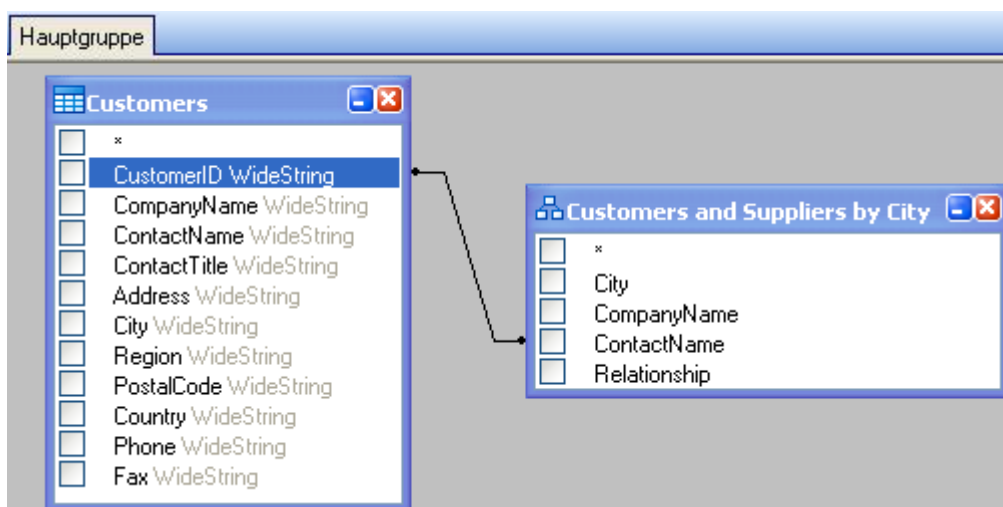 Hauptgruppe
Customers
*
CustomerID WideString
CompanyName WideString
ContactName WideString
ContactTitle WideString
Address WideString
City WideString
Region WideString
PostalCode WideString
Country WideString
Phone WideString
Fax WideString
Customers and Suppliers by City
*
City
CompanyName
ContactName
Relationship